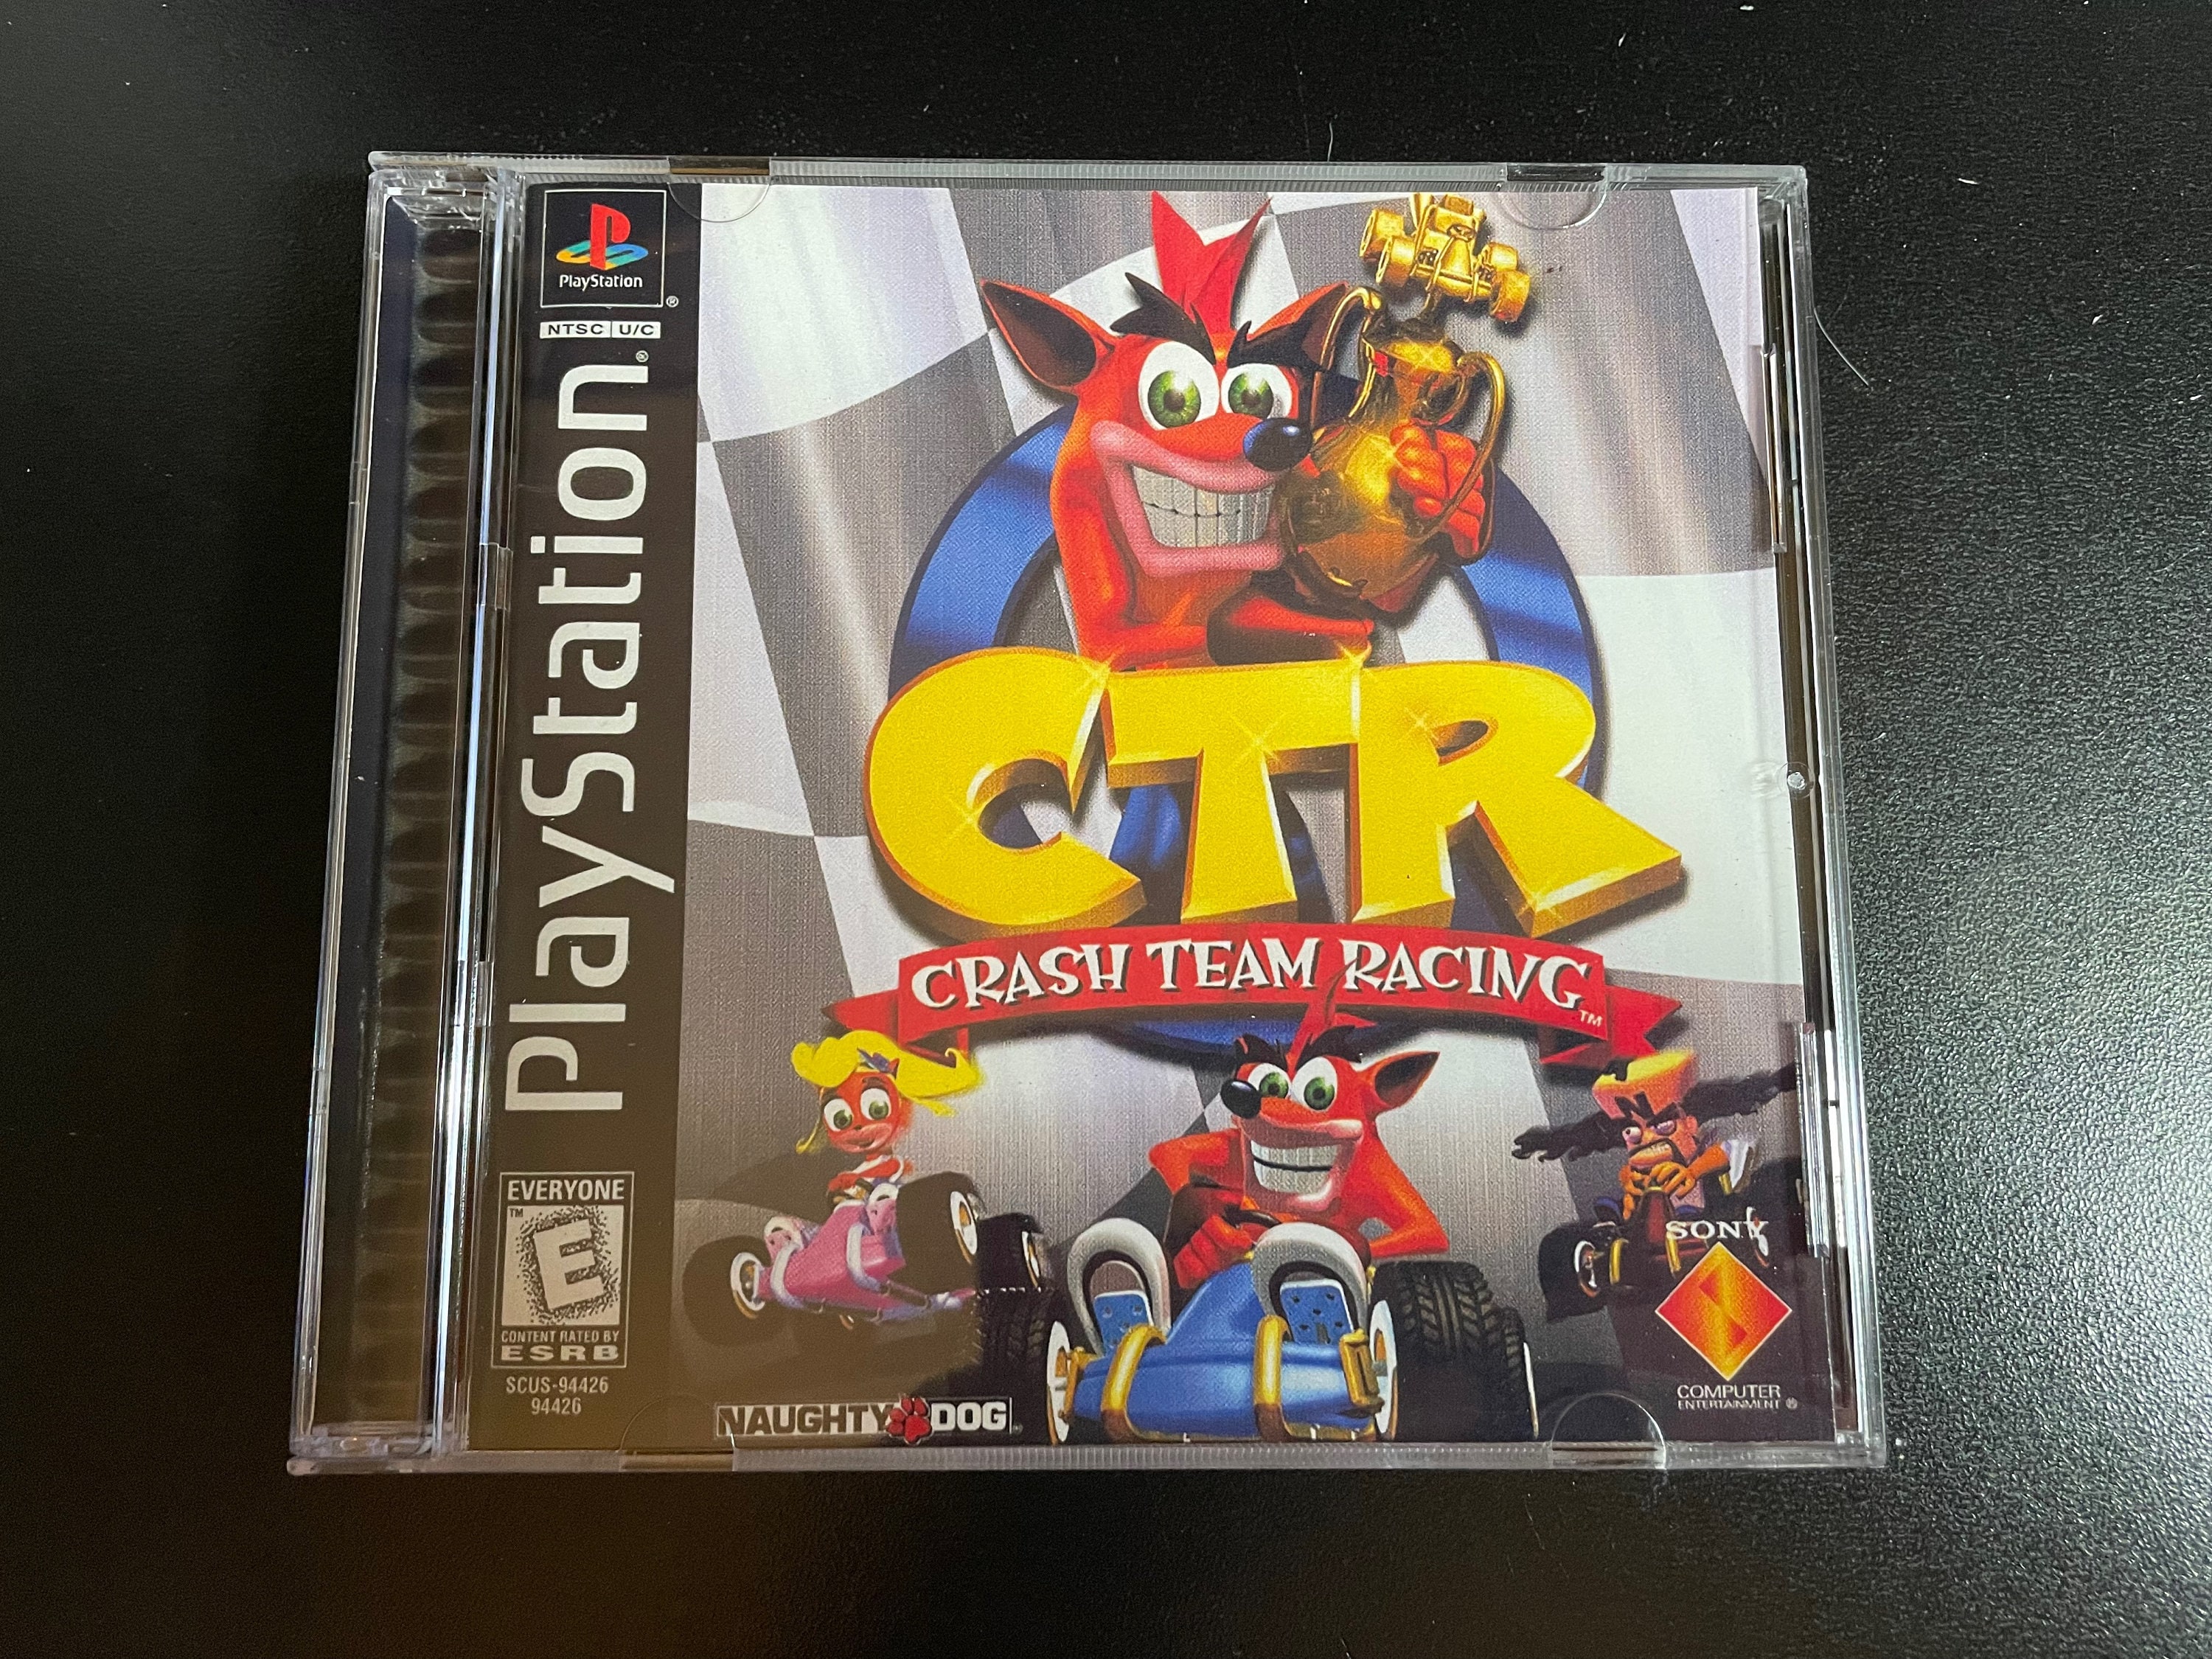 PlayStation
®
NTSC U/C
PlayStation®
EVERYONE
™
E
CONTENT RATED BY
ESRB
SCUS-94426
94426
CTR
CRASH TEAM RACING™
N
NAUGHTY DOG
SONY
COMPUTER
ENTERTAINMENT ®